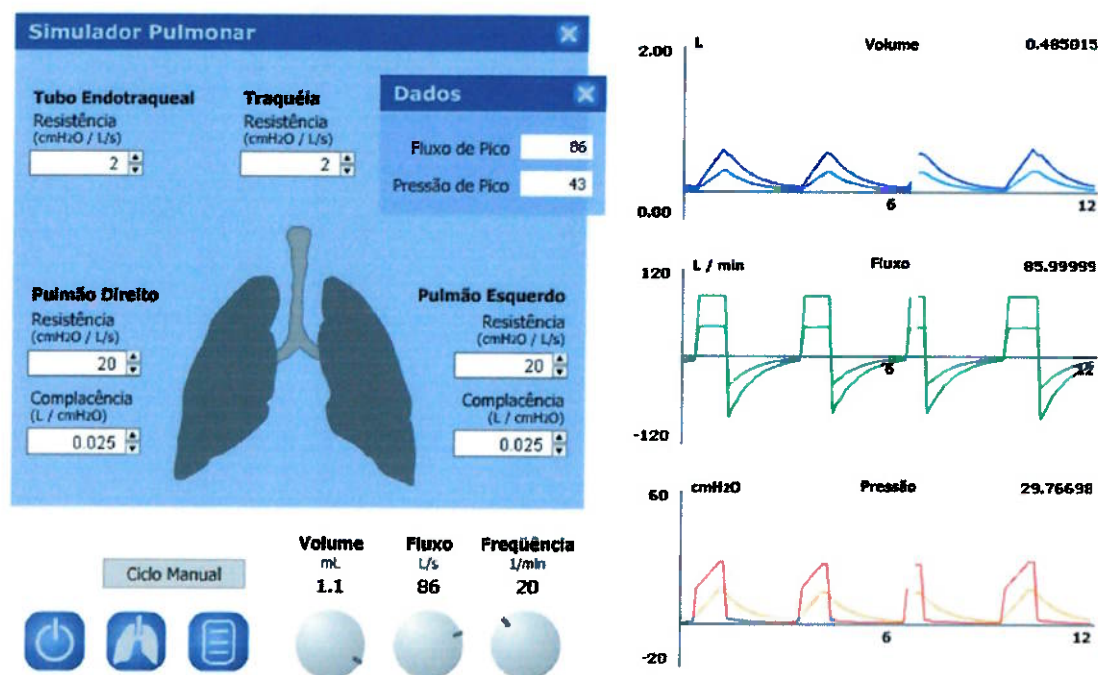 Simulador Pulmonar
Tubo Endotraqueal
Resistência
(cmH2O / L/s)
2
Traquéia
Resistência
(cmH2O / L/s)
2
Dados
Fluxo de Pico
86
Pressão de Pico
43
Pulmão Direito
Resistência
(cmH2O / L/s)
20
Complacência
(L / cmH2O)
0.025
Pulmão Esquerdo
Resistência
(cmH2O / L/s)
20
Complacência
(L / cmH2O)
0.025
Ciclo Manual
Volume
mL
1.1
Fluxo
L/s
86
Freqüência
1/min
20
2.00
L
Volume
0.485015
0.00
6
12
120
L / min
Fluxo
85.99999
6
12
-120
60
cmH2O
Pressão
29.76698
6
12
-20